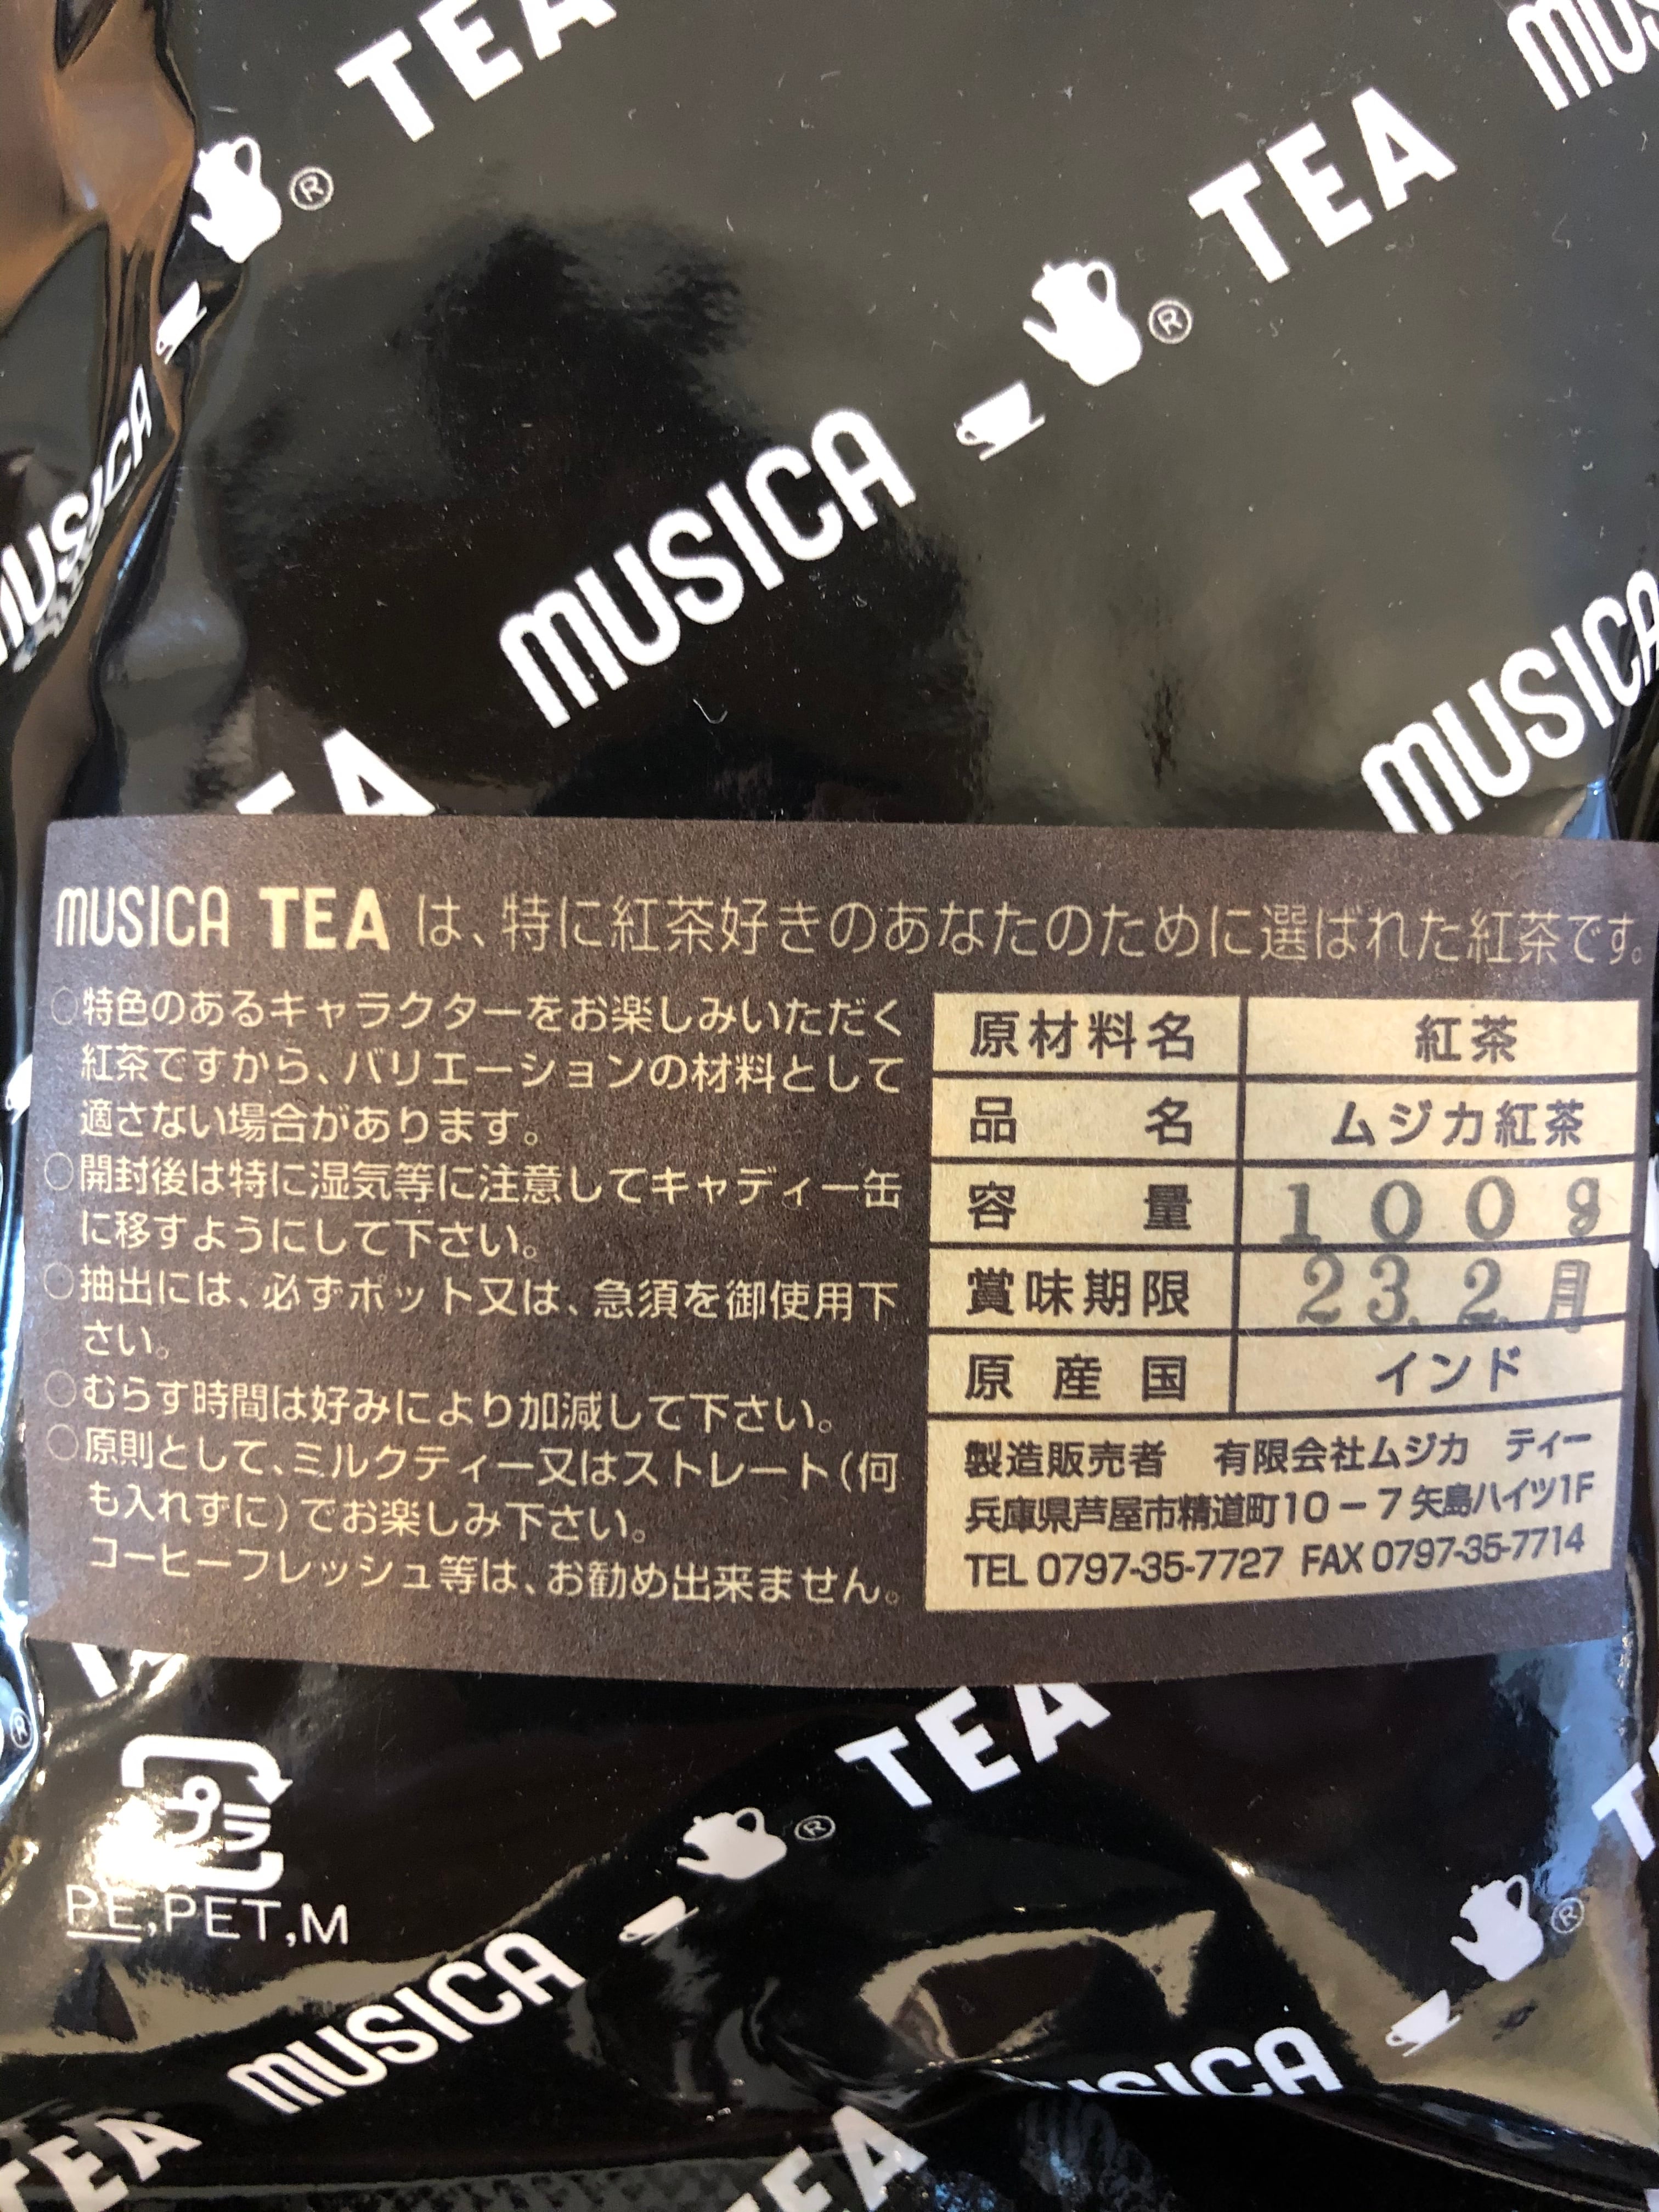 TEA
MUSICA
®
TEA
®
MUSICA
MUSICA
MUSICA
MUSICA TEA は、特に紅茶好きのあなたのために選ばれた紅茶です。
○特色のあるキャラクターをお楽しみいただく
紅茶ですから、バリエーションの材料として
適さない場合があります。
○開封後は特に湿気等に注意してキャディー缶
に移すようにして下さい。
○抽出には、必ずポット又は、急須を御使用下
さい。
○むらす時間は好みにより加減して下さい。
○原則として、ミルクティー又はストレート(何
も入れずに)でお楽しみ下さい。
コーヒーフレッシュ等は、お勧め出来ません。
原材料名 紅茶
品名 ムジカ紅茶
容量 100g
賞味期限 23.2.月
原産国 インド
製造販売者 有限会社ムジカ ティー
兵庫県芦屋市精道町10-7矢島ハイツ1F
TEL 0797-35-7727 FAX 0797-35-7714
TEA
®
プラ
PE,PET,M
®
®
MUSICA
MUSICA
TEA
TEA